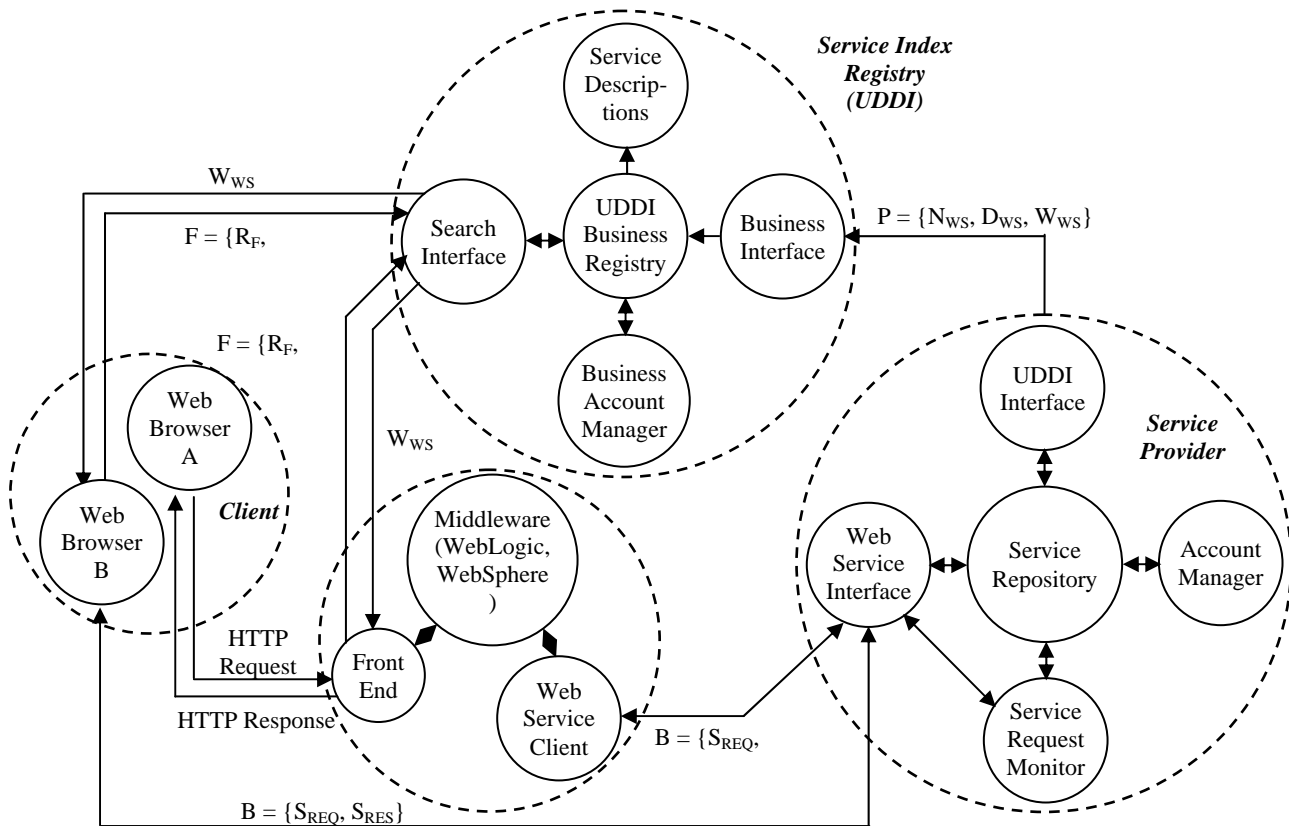 Service Index
Registry
(UDDI)
Service
Descrip-
tions
W_WS
F = {R_F,
Search
Interface
UDDI
Business
Registry
Business
Interface
P = {N_WS, D_WS, W_WS}
F = {R_F,
Business
Account
Manager
Web
Browser
A
Client
Web
Browser
B
W_WS
UDDI
Interface
Service
Provider
Middleware
(WebLogic,
WebSphere
)
Web
Service
Interface
Service
Repository
Account
Manager
HTTP
Request
Front
End
HTTP Response
Web
Service
Client
B = {S_REQ,
Service
Request
Monitor
B = {S_REQ, S_RES}